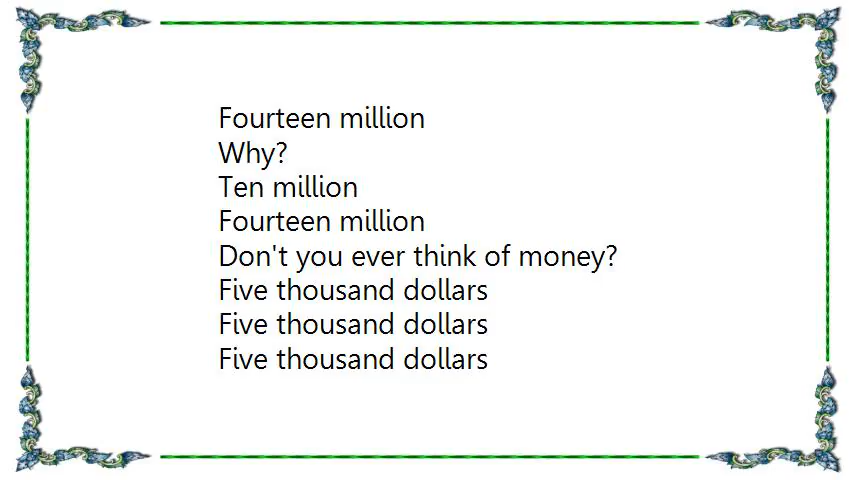 Fourteen million
Why?
Ten million
Fourteen million
Don't you ever think of money?
Five thousand dollars
Five thousand dollars
Five thousand dollars